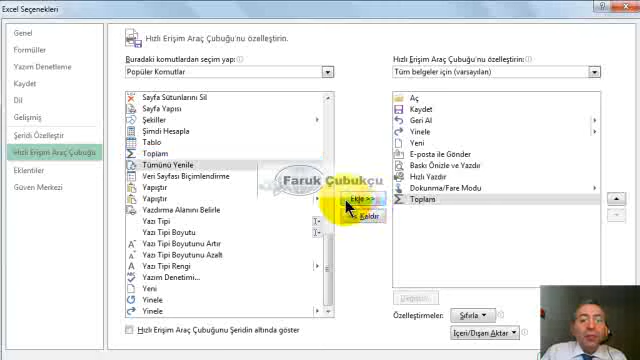 Excel Seçenekleri
Genel
Formüller
Yazım Denetleme
Kaydet
Dil
Gelişmiş
Şeridi Özelleştir
Hızlı Erişim Araç Çubuğu
Eklentiler
Güven Merkezi
Hızlı Erişim Araç Çubuğu'nu özelleştirin.
Buradaki komutlardan seçim yap:
Popüler Komutlar
Sayfa Sütunlarını Sil
Sayfa Yapısı
Şekiller
Şimdi Hesapla
Tablo
Toplam
Tümünü Yenile
Veri Sayfası Biçimlendirme
Yapıştır
Yapıştır
Yazdırma Alanını Belirle
Yazı Tipi
Yazı Tipi Boyutu
Yazı Tipi Boyutunu Artır
Yazı Tipi Boyutunu Azalt
Yazı Tipi Rengi
Yazım Denetimi...
Yeni
Yinele
Yinele
Hızlı Erişim Araç Çubuğunu Şeridin altında göster
Faruk Çubukçu
Ekle >>
Kaldır
Hızlı Erişim Araç Çubuğu'nu özelleştirin:
Tüm belgeler için (varsayılan)
Aç
Kaydet
Geri Al
Yinele
Yeni
E-posta ile Gönder
Baskı Önizle ve Yazdır
Hızlı Yazdır
Dokunma/Fare Modu
Toplam
Değiştir...
Özelleştirmeler:
Sıfırla
İçeri/Dışarı Aktar